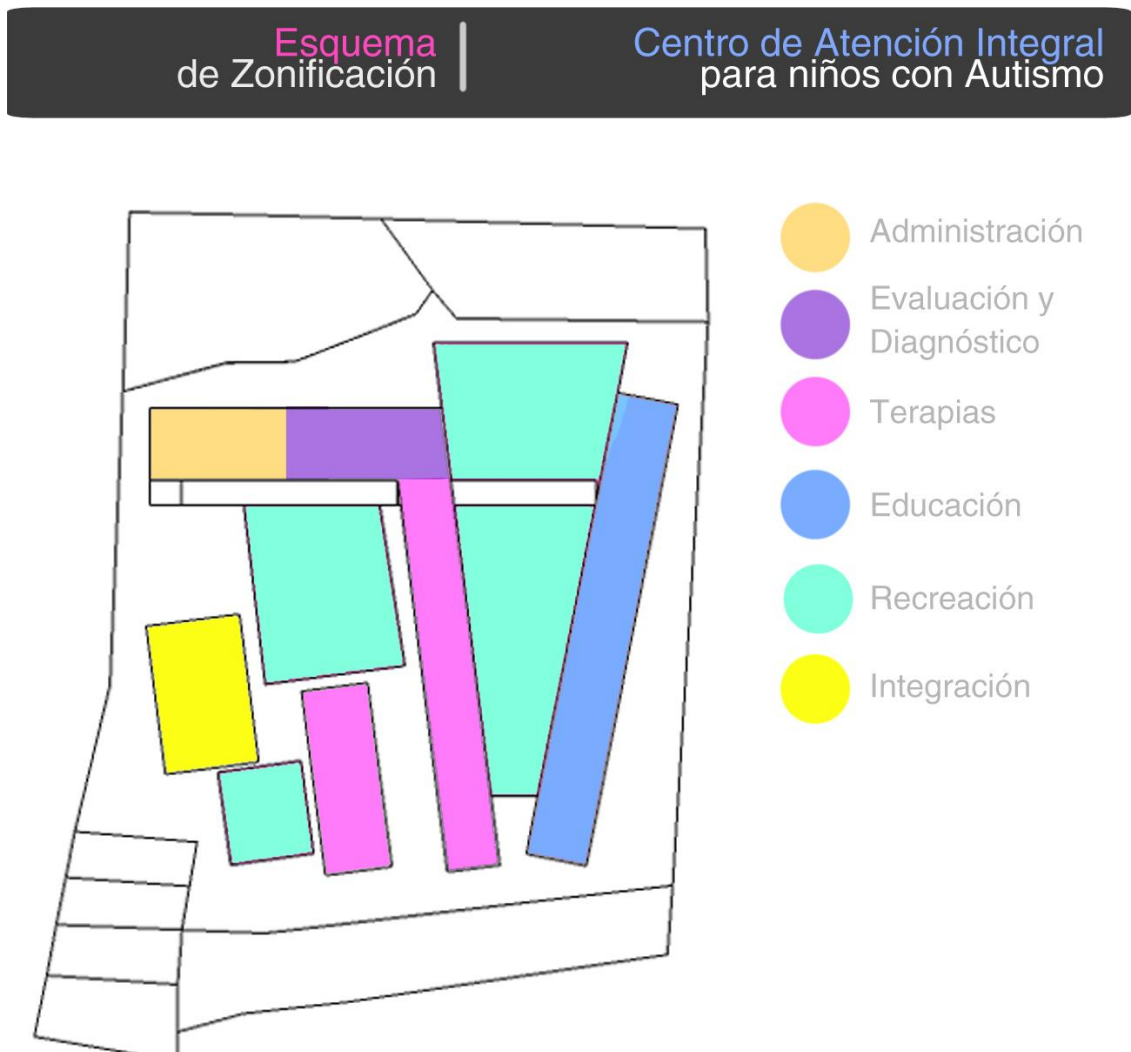 Esquema
de Zonificación
Centro de Atención Integral
para niños con Autismo
Administración
Evaluación y
Diagnóstico
Terapias
Educación
Recreación
Integración